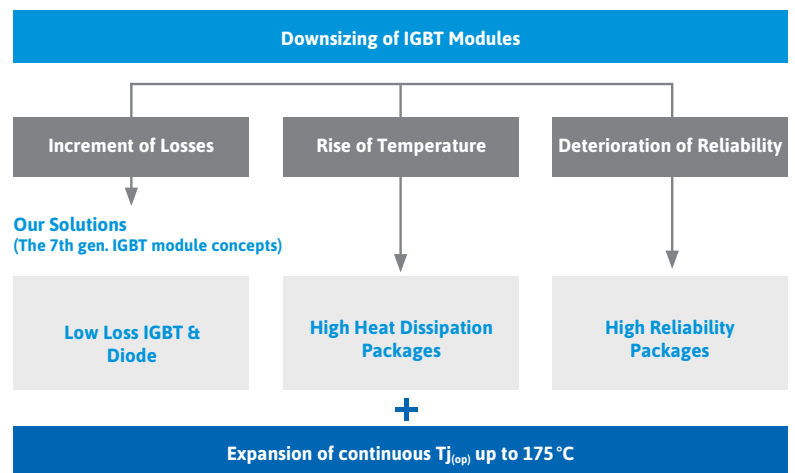 Downsizing of IGBT Modules
Increment of Losses
Rise of Temperature
Deterioration of Reliability
Our Solutions
(The 7th gen. IGBT module concepts)
Low Loss IGBT &
Diode
High Heat Dissipation
Packages
High Reliability
Packages
+
Expansion of continuous Tj(op) up to 175 °C